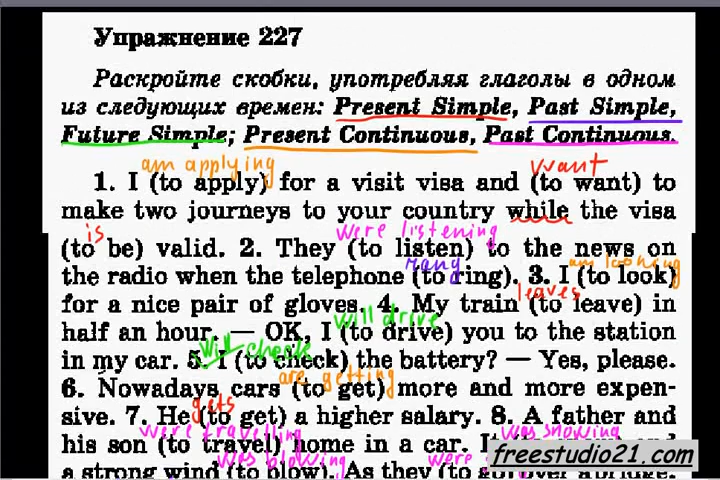 Упражнение 227
Раскройте скобки, употребляя глаголы в одном
из следующих времен: Present Simple, Past Simple,
Future Simple; Present Continuous, Past Continuous.
am applying want
1. I (to apply) for a visit visa and (to want) to
make two journeys to your country while the visa
is were listening
(to be) valid. 2. They (to listen) to the news on
rang am looking
the radio when the telephone (to ring). 3. I (to look)
leaves
for a nice pair of gloves. 4. My train (to leave) in
will drive
half an hour. — OK, I (to drive) you to the station
will check
in my car. 5. I (to check) the battery? — Yes, please.
are getting
6. Nowadays cars (to get) more and more expen-
gets
sive. 7. He (to get) a higher salary. 8. A father and
were travelling was snowing
his son (to travel) home in a car. It
was blowing were
a strong wind (to blow). As they (to go) over a bridge.
freestudio21.com